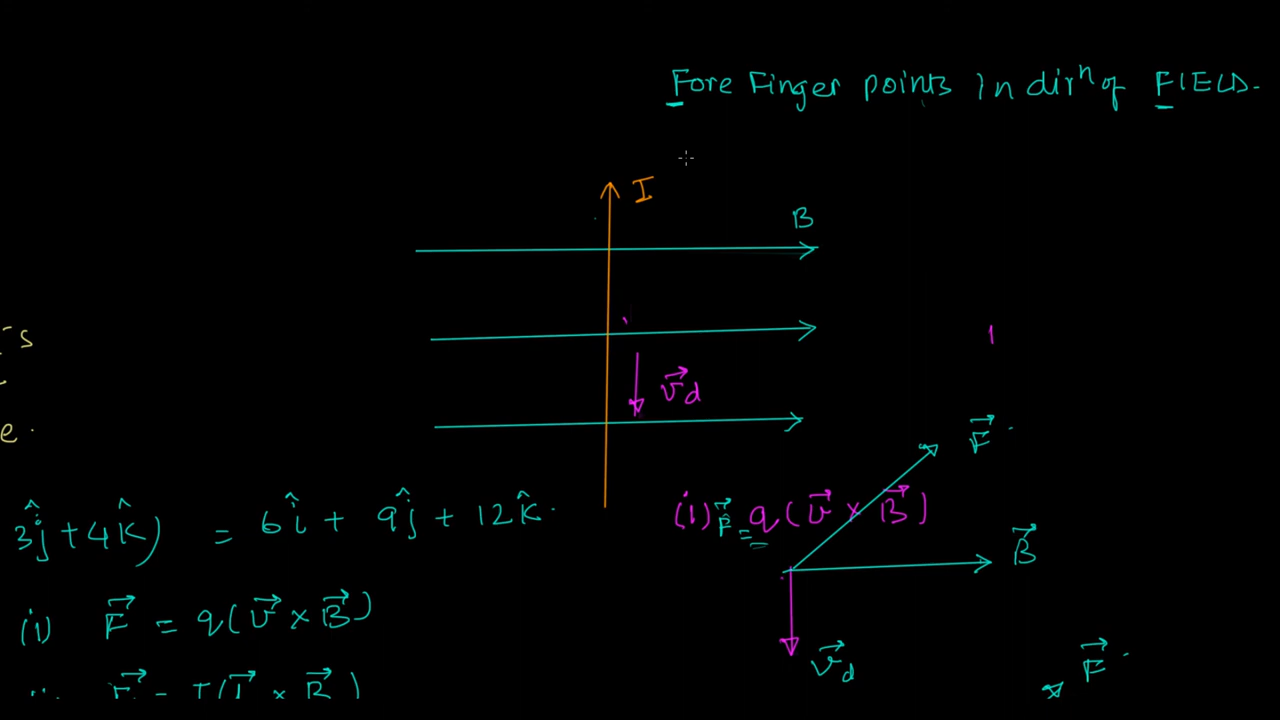 Fore Finger points In dirⁿ of FIELD.
I
B
v⃗d
F⃗.
e.
3ĵ + 4k̂) = 6î + 9ĵ + 12k̂.
(i) F⃗ = q(v⃗ × B⃗)
B⃗
(i) F⃗ = q(v⃗ × B⃗)
v⃗d
F⃗.